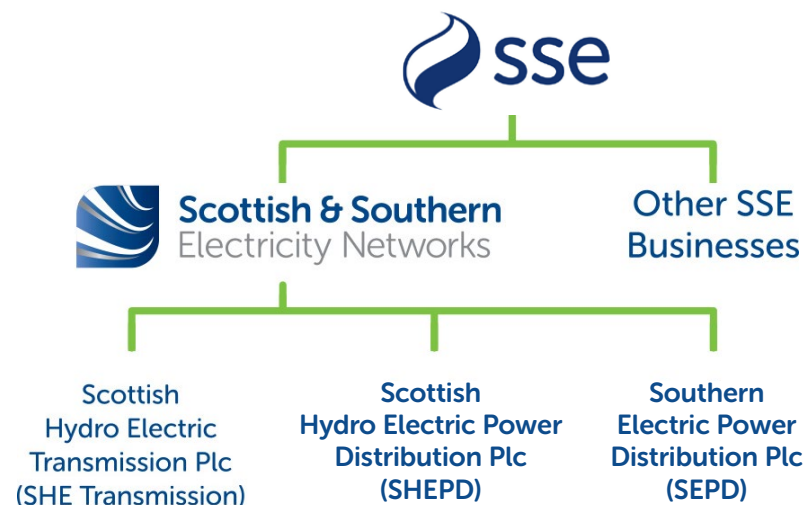 sse
Scottish & Southern
Electricity Networks
Other SSE
Businesses
Scottish
Hydro Electric
Transmission Plc
(SHE Transmission)
Scottish
Hydro Electric Power
Distribution Plc
(SHEPD)
Southern
Electric Power
Distribution Plc
(SEPD)